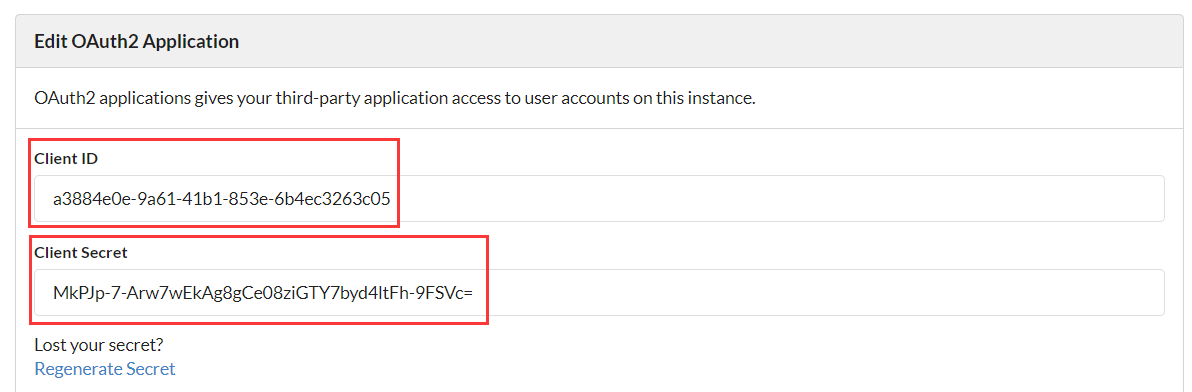 Edit OAuth2 Application
OAuth2 applications gives your third-party application access to user accounts on this instance.
Client ID
a3884e0e-9a61-41b1-853e-6b4ec3263c05
Client Secret
MkPJp-7-Arw7wEkAg8gCe08ziGTY7byd4ltFh-9FSVc=
Lost your secret?
Regenerate Secret